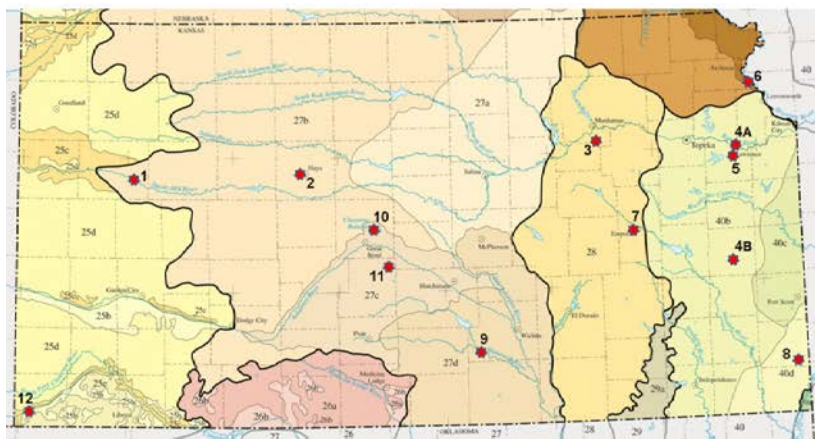 NEBRASKA
KANSAS
25d
40
COLORADO
Goodland
25d
27b
27a
Manhattan
6
Leavenworth
40
25c
Topeka
4A
5
Lawrence
1
2
Hays
Salina
3
25d
10
Great Bend
McPherson
7
Emporia
28
40b
40c
4B
11
Hutchinson
27c
Garden City
25b
25c
Dodge City
El Dorado
Fort Scott
Pratt
Wichita
25d
9
27d
8
40d
29a
Independence
Medicine Lodge
26a
26b
26b
12
Liberal
26
27
OKLAHOMA
27
28
29